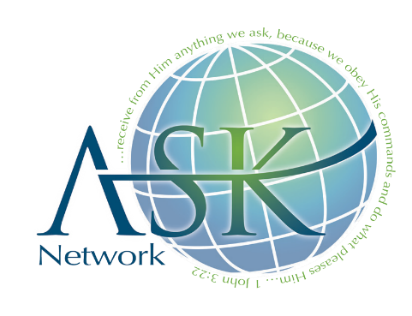 ...receive from Him anything we ask, because we obey His commands and do what pleases Him.... 1 John 3:22
ASK
Network